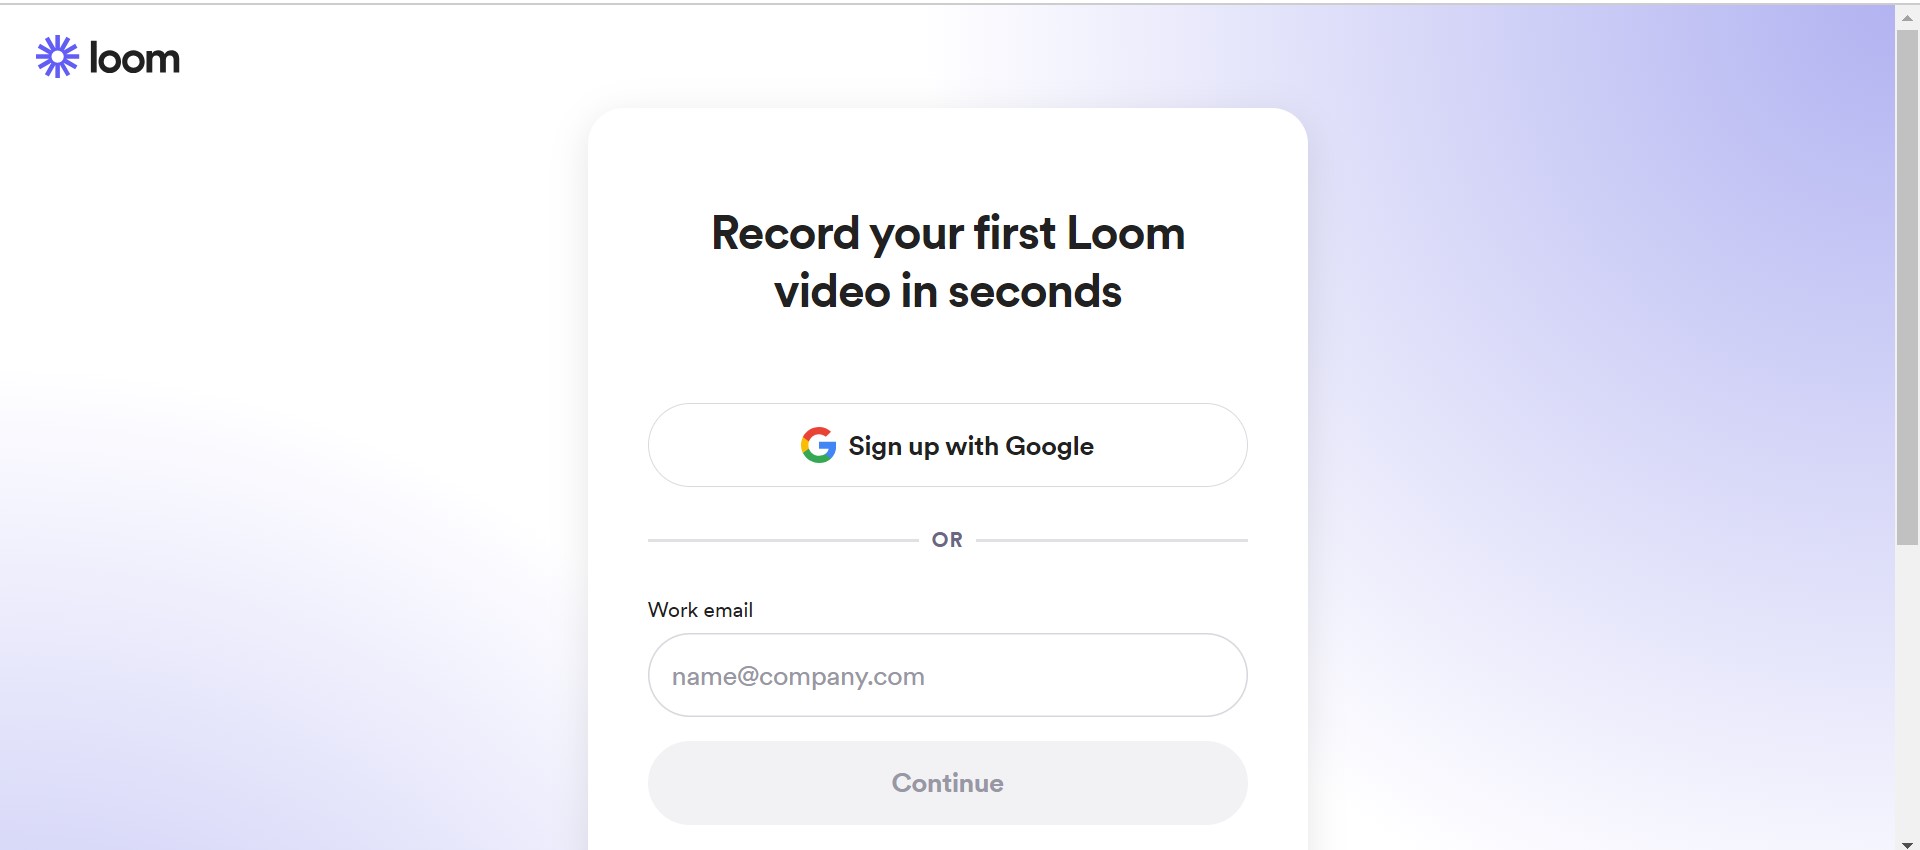 loom
Record your first Loom
video in seconds
Sign up with Google
OR
Work email
name@company.com
Continue